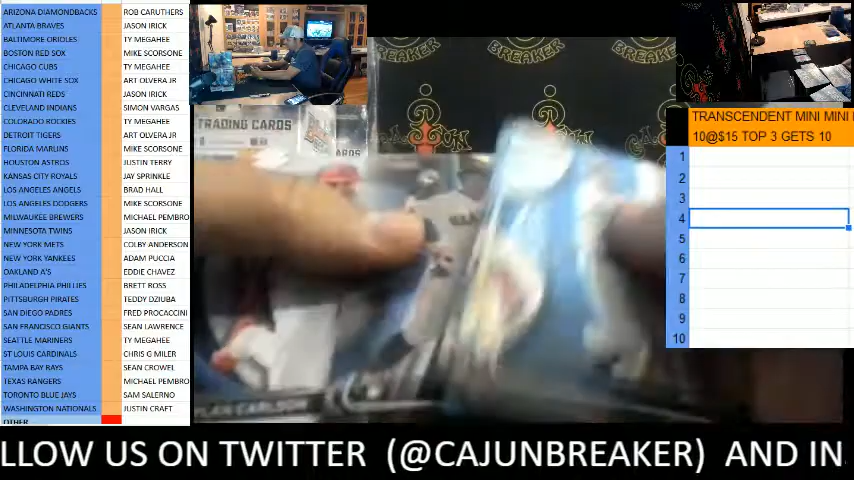 ARIZONA DIAMONDBACKS ROB CARUTHERS
ATLANTA BRAVES JASON IRICK
BALTIMORE ORIOLES TY MEGAHEE
BOSTON RED SOX MIKE SCORSONE
CHICAGO CUBS TY MEGAHEE
CHICAGO WHITE SOX ART OLVERA JR
CINCINNATI REDS JASON IRICK
CLEVELAND INDIANS SIMON VARGAS
COLORADO ROCKIES TY MEGAHEE
DETROIT TIGERS ART OLVERA JR
FLORIDA MARLINS MIKE SCORSONE
HOUSTON ASTROS JUSTIN TERRY
KANSAS CITY ROYALS JAY SPRINKLE
LOS ANGELES ANGELS BRAD HALL
LOS ANGELES DODGERS MIKE SCORSONE
MILWAUKEE BREWERS MICHAEL PEMBRO
MINNESOTA TWINS JASON IRICK
NEW YORK METS COLBY ANDERSON
NEW YORK YANKEES ADAM PUCCIA
OAKLAND A'S EDDIE CHAVEZ
PHILADELPHIA PHILLIES BRETT ROSS
PITTSBURGH PIRATES TEDDY DZIUBA
SAN DIEGO PADRES FRED PROCACCINI
SAN FRANCISCO GIANTS SEAN LAWRENCE
SEATTLE MARINERS TY MEGAHEE
ST LOUIS CARDINALS CHRIS G MILER
TAMPA BAY RAYS SEAN CROWEL
TEXAS RANGERS MICHAEL PEMBRO
TORONTO BLUE JAYS SAM SALERNO
WASHINGTON NATIONALS JUSTIN CRAFT
OTHER
BREAKER
TRADING CARDS
CARDS
TRANSCENDENT MINI MINI
10@$15 TOP 3 GETS 10
1
2
3
4
5
6
7
8
9
10
LLOW US ON TWITTER (@CAJUNBREAKER) AND IN